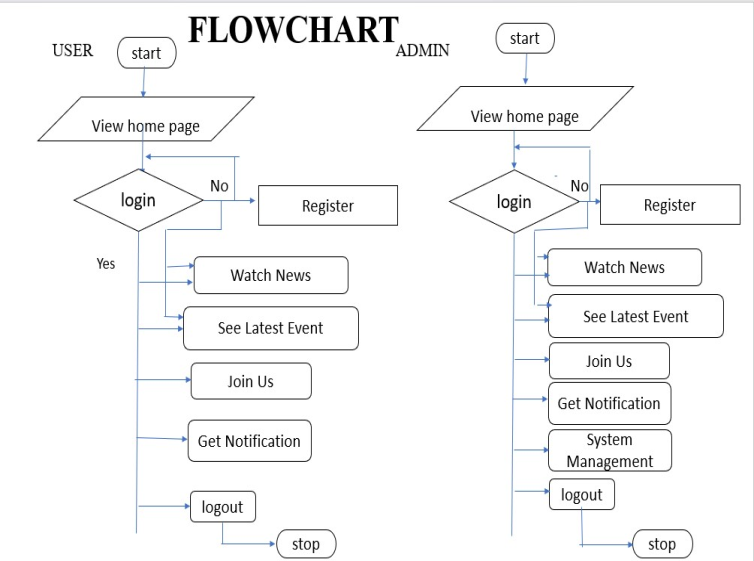 FLOWCHART
USER
start
View home page
login
No
Register
Yes
Watch News
See Latest Event
Join Us
Get Notification
logout
stop
ADMIN
start
View home page
login
No
Register
Watch News
See Latest Event
Join Us
Get Notification
System
Management
logout
stop